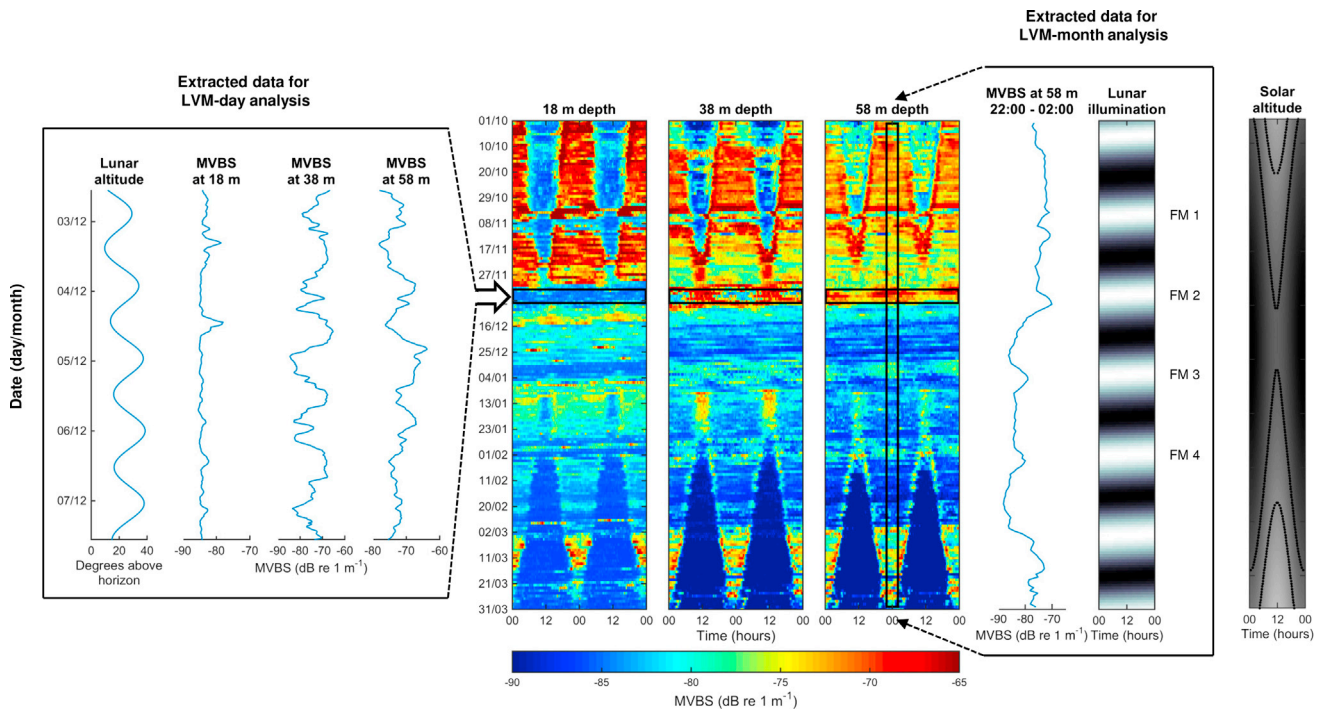 Extracted data for
LVM-day analysis
Lunar
altitude
MVBS
at 18 m
MVBS
at 38 m
MVBS
at 58 m
Date (day/month)
03/12
04/12
05/12
06/12
07/12
0 20 40
Degrees above
horizon
-90 -80 -70
-90 -80 -70 -60
-80 -70 -60
MVBS (dB re 1 m-1)
18 m depth
38 m depth
58 m depth
01/10
10/10
20/10
29/10
08/11
17/11
27/11
16/12
25/12
04/01
13/01
23/01
01/02
11/02
20/02
02/03
11/03
21/03
31/03
00 12 00 12 00
00 12 00 12 00
00 12 00 12 00
Time (hours)
-90 -85 -80 -75 -70 -65
MVBS (dB re 1 m-1)
Extracted data for
LVM-month analysis
MVBS at 58 m
22:00 - 02:00
Lunar
illumination
FM 1
FM 2
FM 3
FM 4
-90 -80 -70
MVBS (dB re 1 m-1)
00 12 00
Time (hours)
Solar
altitude
00 12 00
Time (hours)